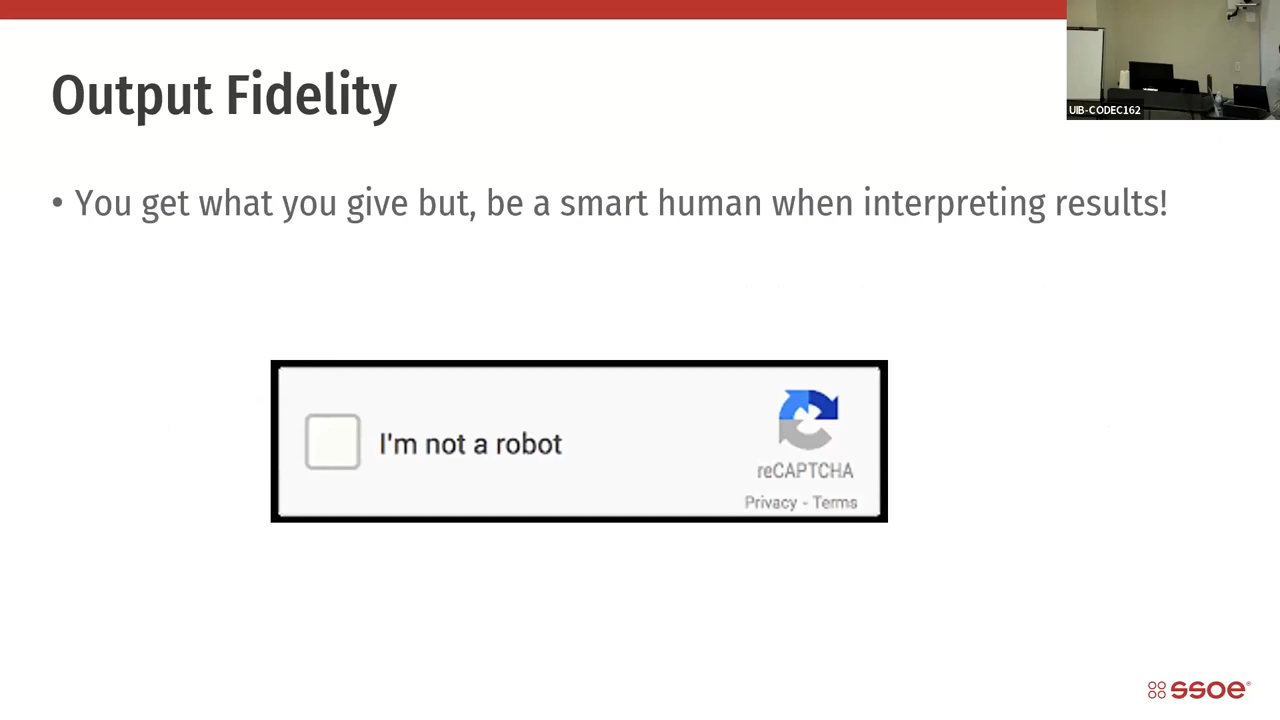 Output Fidelity
UIB-CODEC162
• You get what you give but, be a smart human when interpreting results!
I'm not a robot
reCAPTCHA
Privacy - Terms
ssoe®